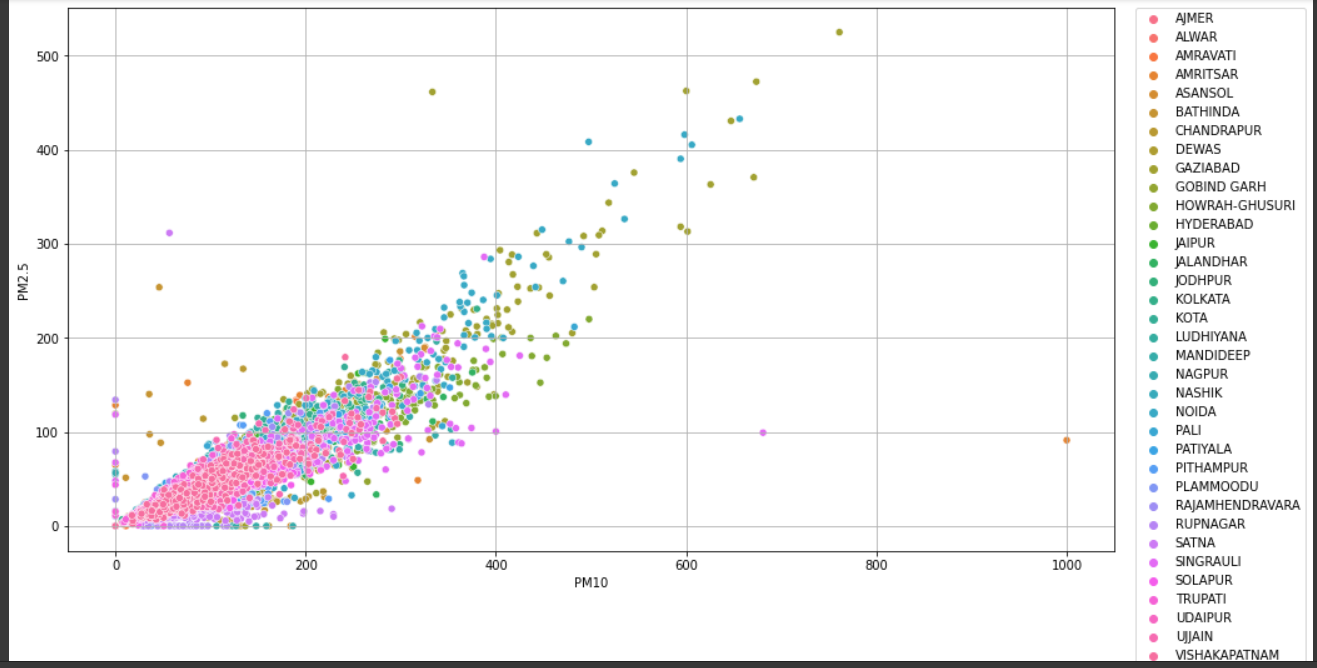 500
400
300
200
100
0
PM2.5
0 200 400 600 800 1000
PM10
AJMER
ALWAR
AMRAVATI
AMRITSAR
ASANSOL
BATHINDA
CHANDRAPUR
DEWAS
GAZIABAD
GOBIND GARH
HOWRAH-GHUSURI
HYDERABAD
JAIPUR
JALANDHAR
JODHPUR
KOLKATA
KOTA
LUDHIYANA
MANDIDEEP
NAGPUR
NASHIK
NOIDA
PALI
PATIYALA
PITHAMPUR
PLAMMOODU
RAJAMHENDRAVARA
RUPNAGAR
SATNA
SINGRAULI
SOLAPUR
TRUPATI
UDAIPUR
UJJAIN
VISHAKAPATNAM